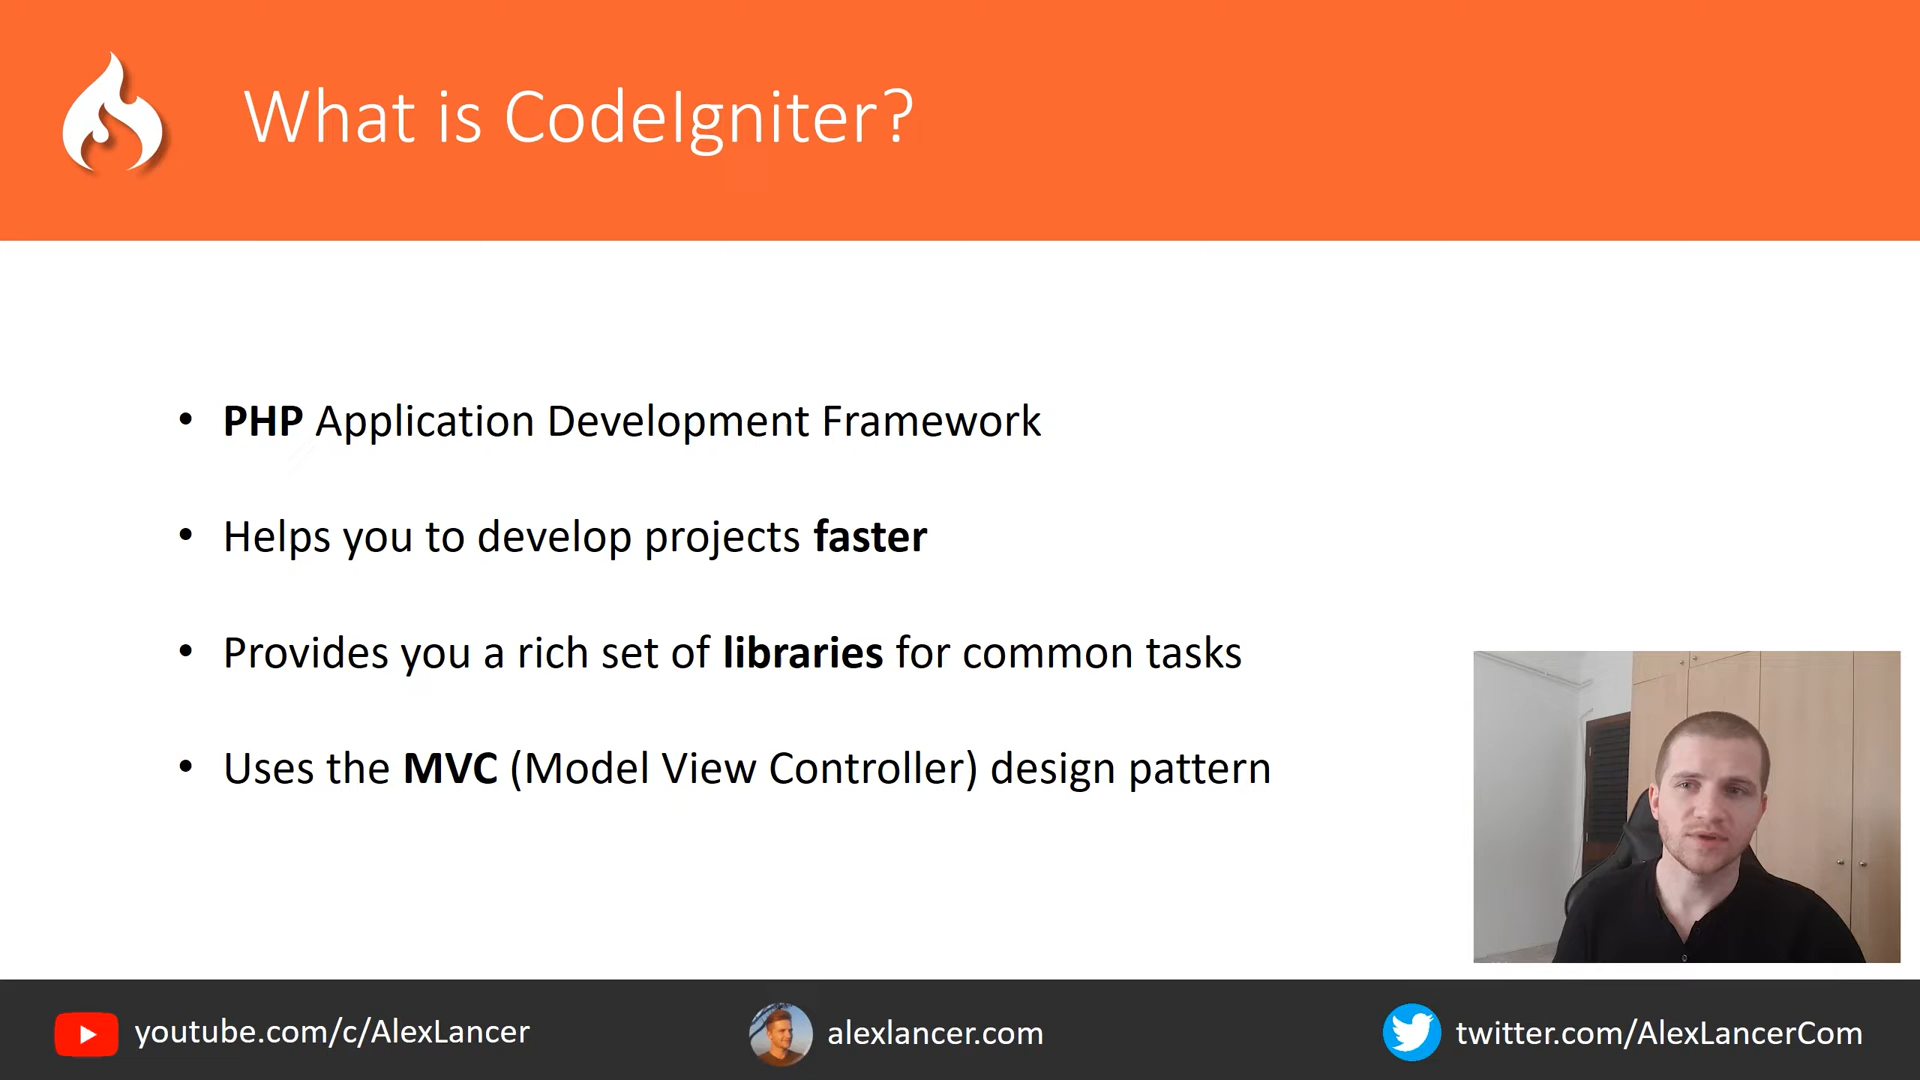 What is CodeIgniter?
• PHP Application Development Framework
• Helps you to develop projects faster
• Provides you a rich set of libraries for common tasks
• Uses the MVC (Model View Controller) design pattern
youtube.com/c/AlexLancer
alexlancer.com
twitter.com/AlexLancerCom